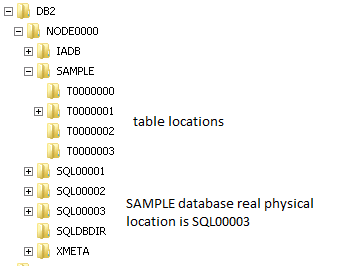 DB2
NODE0000
IADB
SAMPLE
T0000000
T0000001
table locations
T0000002
T0000003
SQL00001
SQL00002
SQL00003
SAMPLE database real physical
location is SQL00003
SQLDBDIR
XMETA